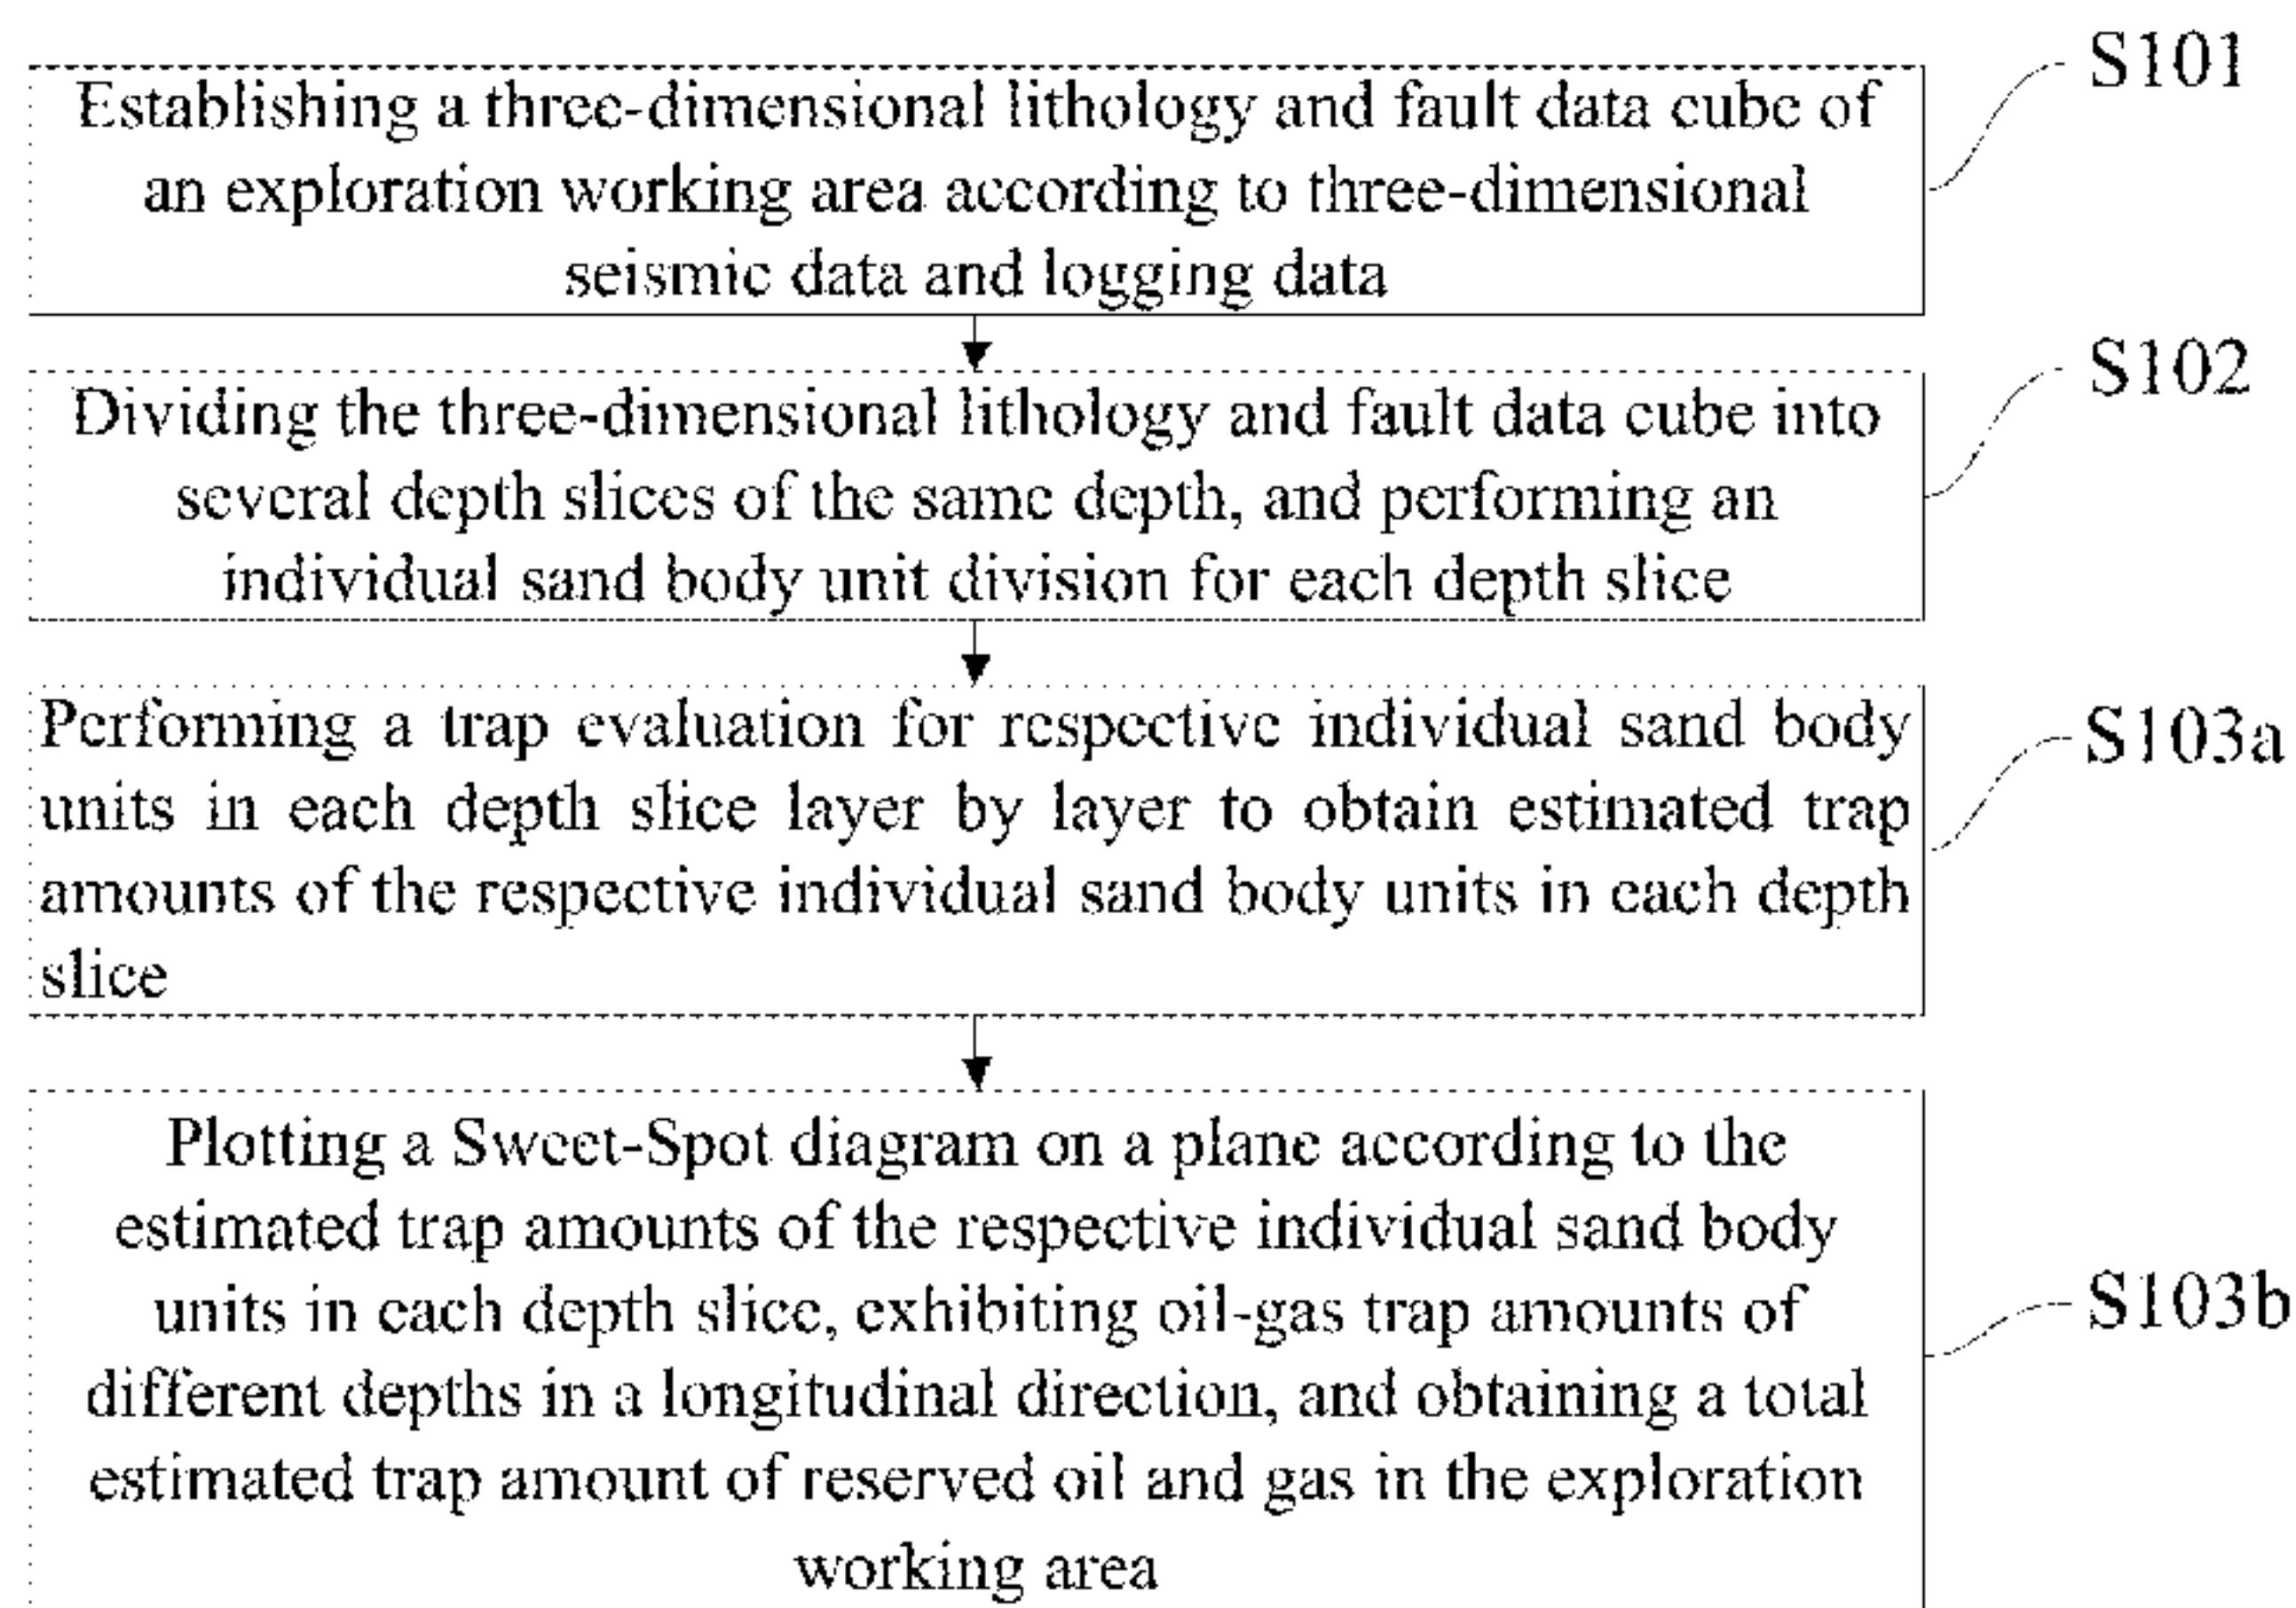 S101
Establishing a three-dimensional lithology and fault data cube of
an exploration working area according to three-dimensional
seismic data and logging data
S102
Dividing the three-dimensional lithology and fault data cube into
several depth slices of the same depth, and performing an
individual sand body unit division for each depth slice
S103a
Performing a trap evaluation for respective individual sand body
units in each depth slice layer by layer to obtain estimated trap
amounts of the respective individual sand body units in each depth
slice
Plotting a Sweet-Spot diagram on a plane according to the
estimated trap amounts of the respective individual sand body
units in each depth slice, exhibiting oil-gas trap amounts of
S103b
different depths in a longitudinal direction, and obtaining a total
estimated trap amount of reserved oil and gas in the exploration
working area